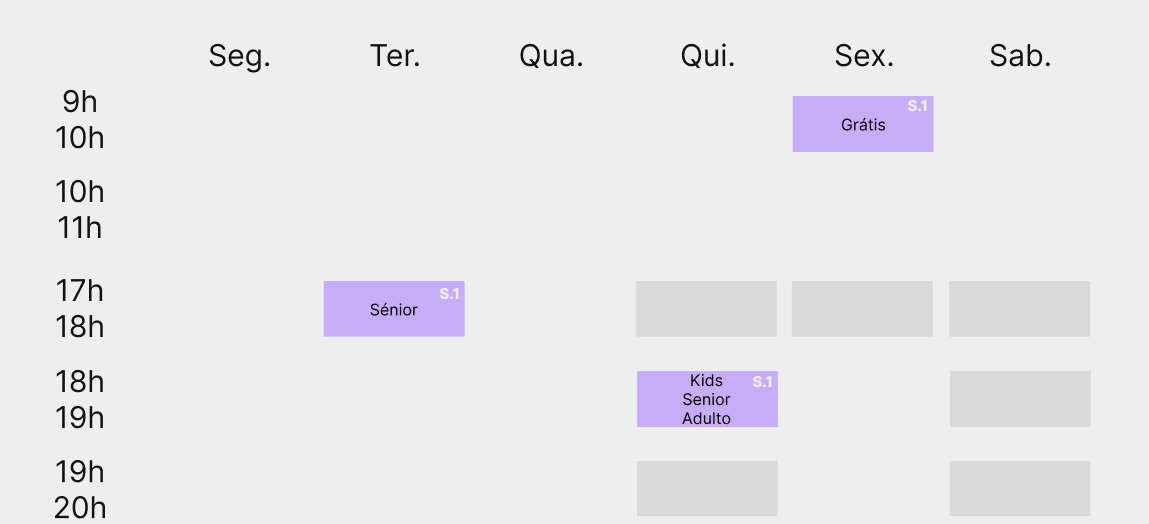 Seg. Ter. Qua. Qui. Sex. Sab.
9h
10h
S.1
Grátis
10h
11h
17h
18h
S.1
Sénior
18h
19h
S.1
Kids
Senior
Adulto
19h
20h